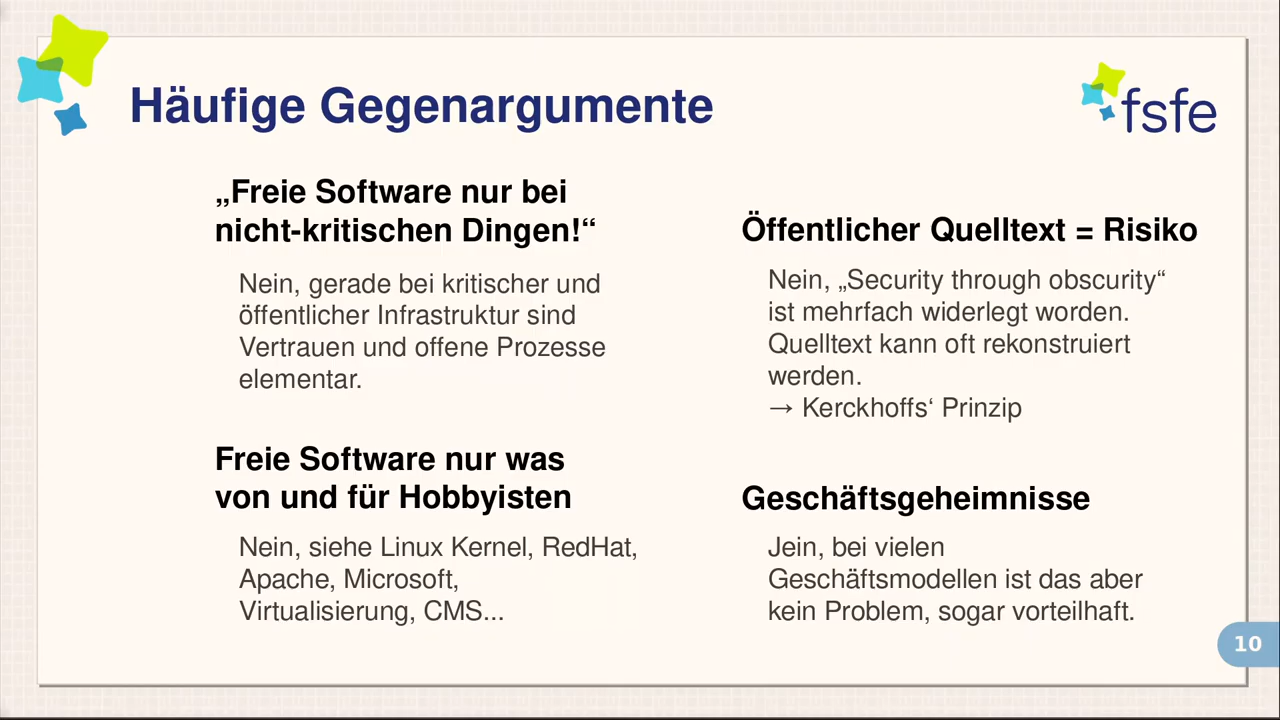 Häufige Gegenargumente
fsfe
„Freie Software nur bei
nicht-kritischen Dingen!“
Nein, gerade bei kritischer und
öffentlicher Infrastruktur sind
Vertrauen und offene Prozesse
elementar.
Öffentlicher Quelltext = Risiko
Nein, „Security through obscurity“
ist mehrfach widerlegt worden.
Quelltext kann oft rekonstruiert
werden.
→ Kerckhoffs‘ Prinzip
Freie Software nur was
von und für Hobbyisten
Nein, siehe Linux Kernel, RedHat,
Apache, Microsoft,
Virtualisierung, CMS...
Geschäftsgeheimnisse
Jein, bei vielen
Geschäftsmodellen ist das aber
kein Problem, sogar vorteilhaft.
10